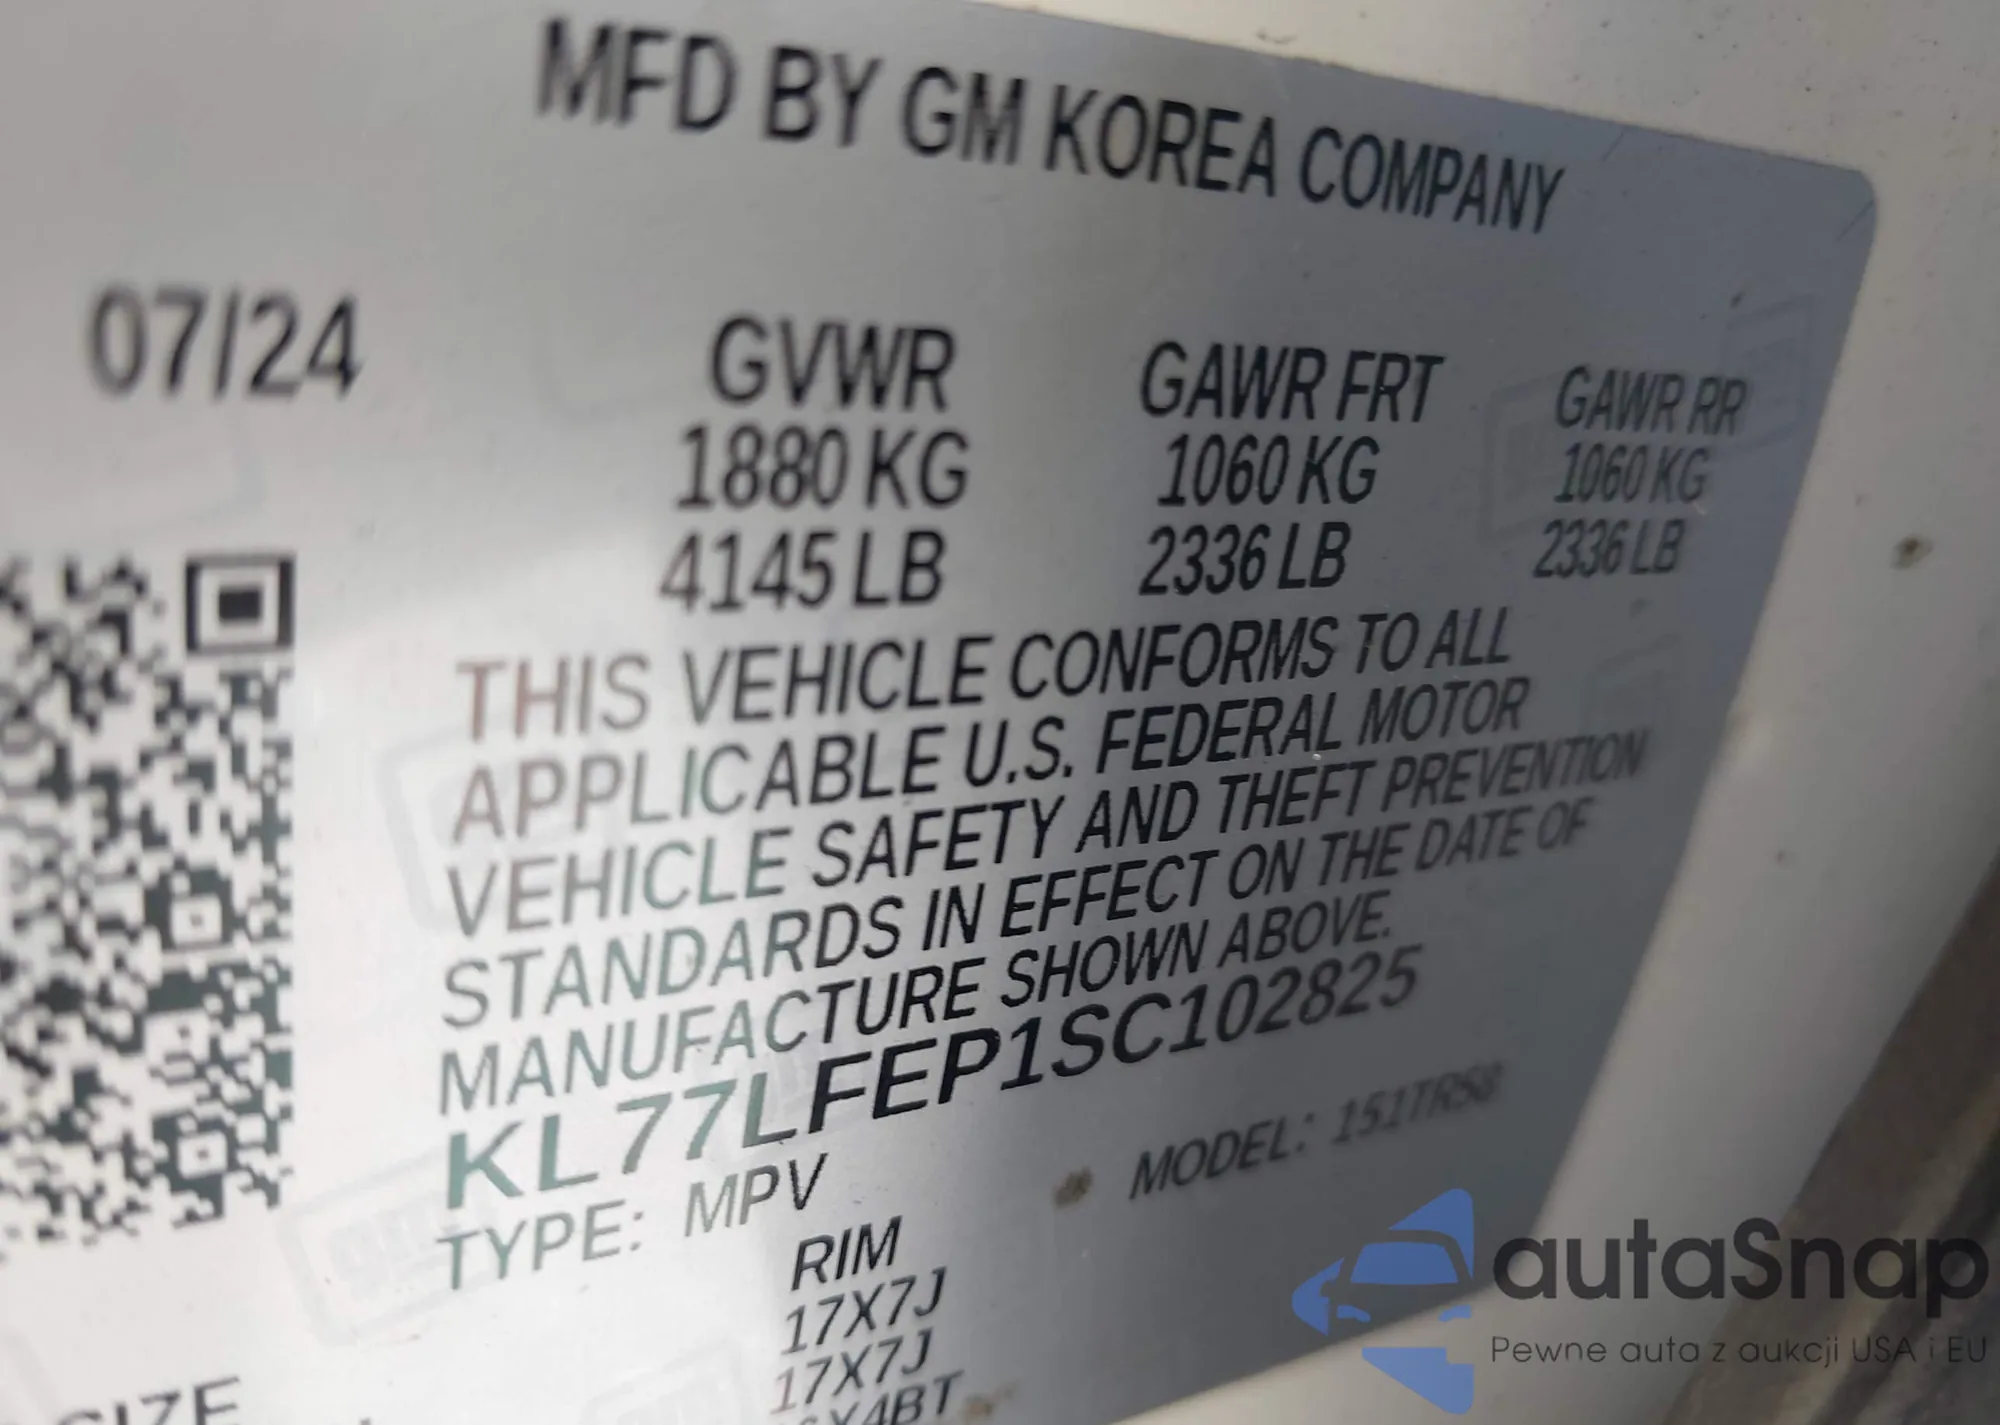 MFD BY GM KOREA COMPANY
07/24
GVWR GAWR FRT GAWR RR
1880 KG 1060 KG 1060 KG
4145 LB 2336 LB 2336 LB
THIS VEHICLE CONFORMS TO ALL
APPLICABLE U.S. FEDERAL MOTOR
VEHICLE SAFETY AND THEFT PREVENTION
STANDARDS IN EFFECT ON THE DATE OF
MANUFACTURE SHOWN ABOVE.
KL77LFEP1SC102825
TYPE: MPV MODEL: 151TR58
RIM
17X7J
SIZE 17X7J
X4BT
autaSnap
Pewne auta z aukcji USA i EU